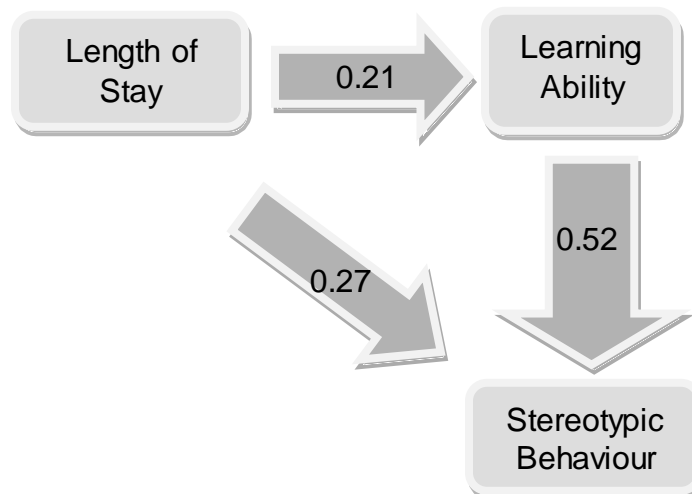 Length of
Stay
0.21
Learning
Ability
0.27
0.52
Stereotypic
Behaviour